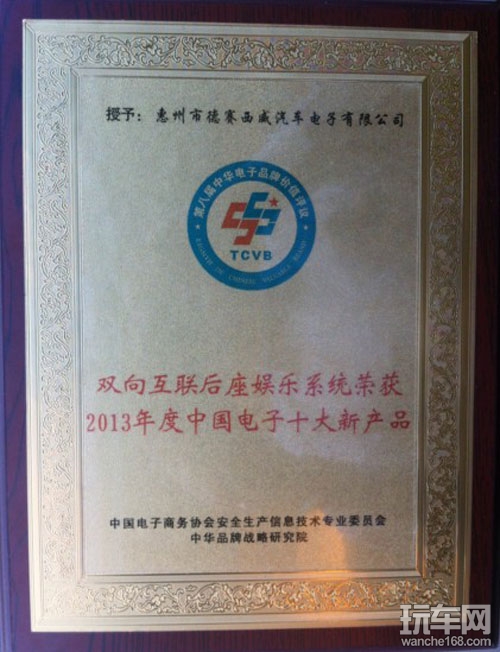 授予：惠州市德赛西威汽车电子有限公司
第八届中华电子品牌价值评议
TCVB
双向互联后座娱乐系统荣获
2013年度中国电子十大新产品
中国电子商务协会安全生产信息技术专业委员会
中华品牌战略研究院
玩车网
wanche168.com